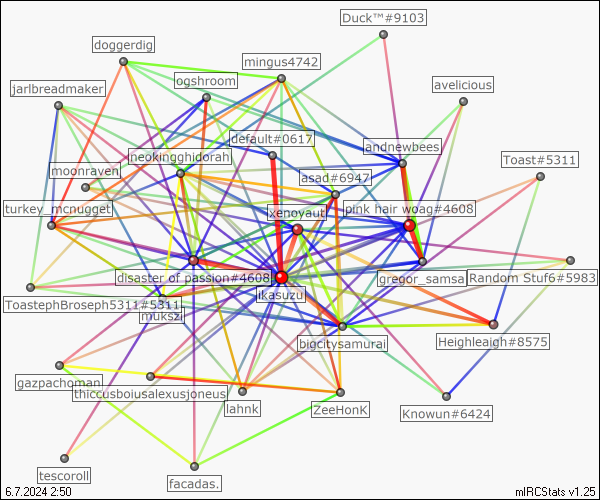 Duck™#9103
doggerdig
mingus4742
ogshroom
jarlbreadmaker
avelicious
default#0617
andnewbees
neokingghidorah
Toast#5311
moonraven
asad#6947
turkey_mcnugget
xenoyaut
pink hair woag#4608
disaster of passion#4608
gregor_samsa
Random Stuf6#5983
ikasuzu
ToastephBroseph5311#5311
mukszi
bigcitysamurai
Heighleaigh#8575
gazpachoman
thiccusboiusalexusjoneus
lahnk
ZeeHonK
Knowun#6424
tescoroll
facadas.
6.7.2024 2:50
mIRCStats v1.25